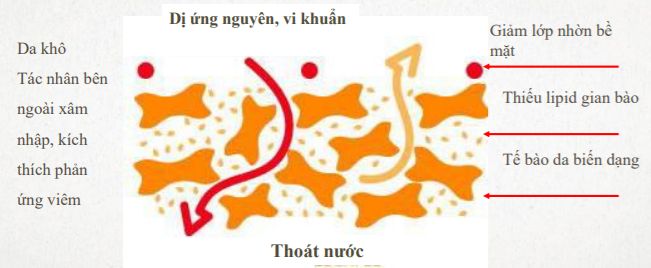 Dị ứng nguyên, vi khuẩn
Da khô
Tác nhân bên
ngoài xâm
nhập, kích
thích phản
ứng viêm
Giảm lớp nhờn bề
mặt
Thiếu lipid gian bào
Tế bào da biến dạng
Thoát nước